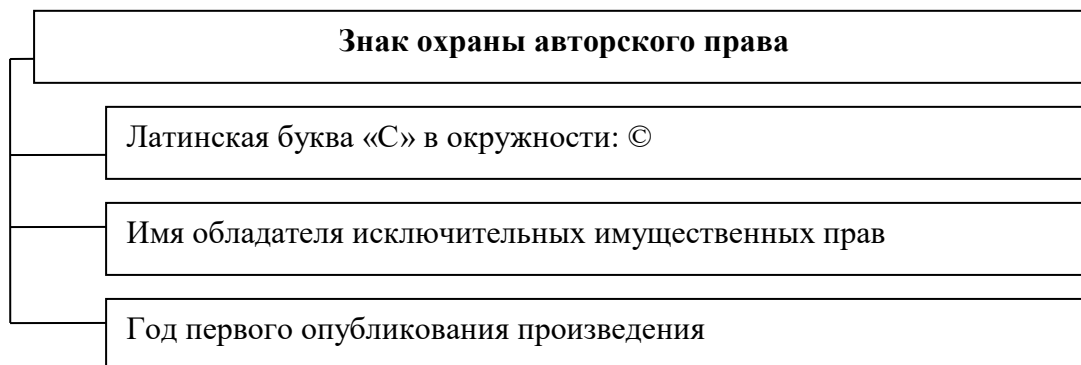 Знак охраны авторского права
Латинская буква «С» в окружности: ©
Имя обладателя исключительных имущественных прав
Год первого опубликования произведения